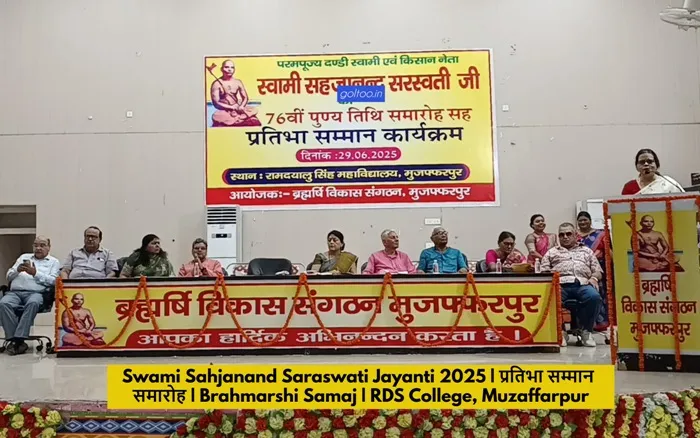 परमपूज्य दण्डी स्वामी एवं किसान नेता
स्वामी सहजानन्द सरस्वती जी
goltoo.in
76वीं पुण्य तिथि समारोह सह
प्रतिभा सम्मान कार्यक्रम
दिनांक :29.06.2025
स्थान : रामदयालु सिंह महाविद्यालय, मुजफ्फरपुर
आयोजक:- ब्रह्मर्षि विकास संगठन, मुजफ्फरपुर
ब्रह्मर्षि विकास संगठन मुजफ्फरपुर
आपका हार्दिक अभिनन्दन करता है ।
ब्रह्मर्षि
विकास संगठन
मुजफ्फरपुर
Swami Sahjanand Saraswati Jayanti 2025 | प्रतिभा सम्मान
समारोह | Brahmarshi Samaj | RDS College, Muzaffarpur